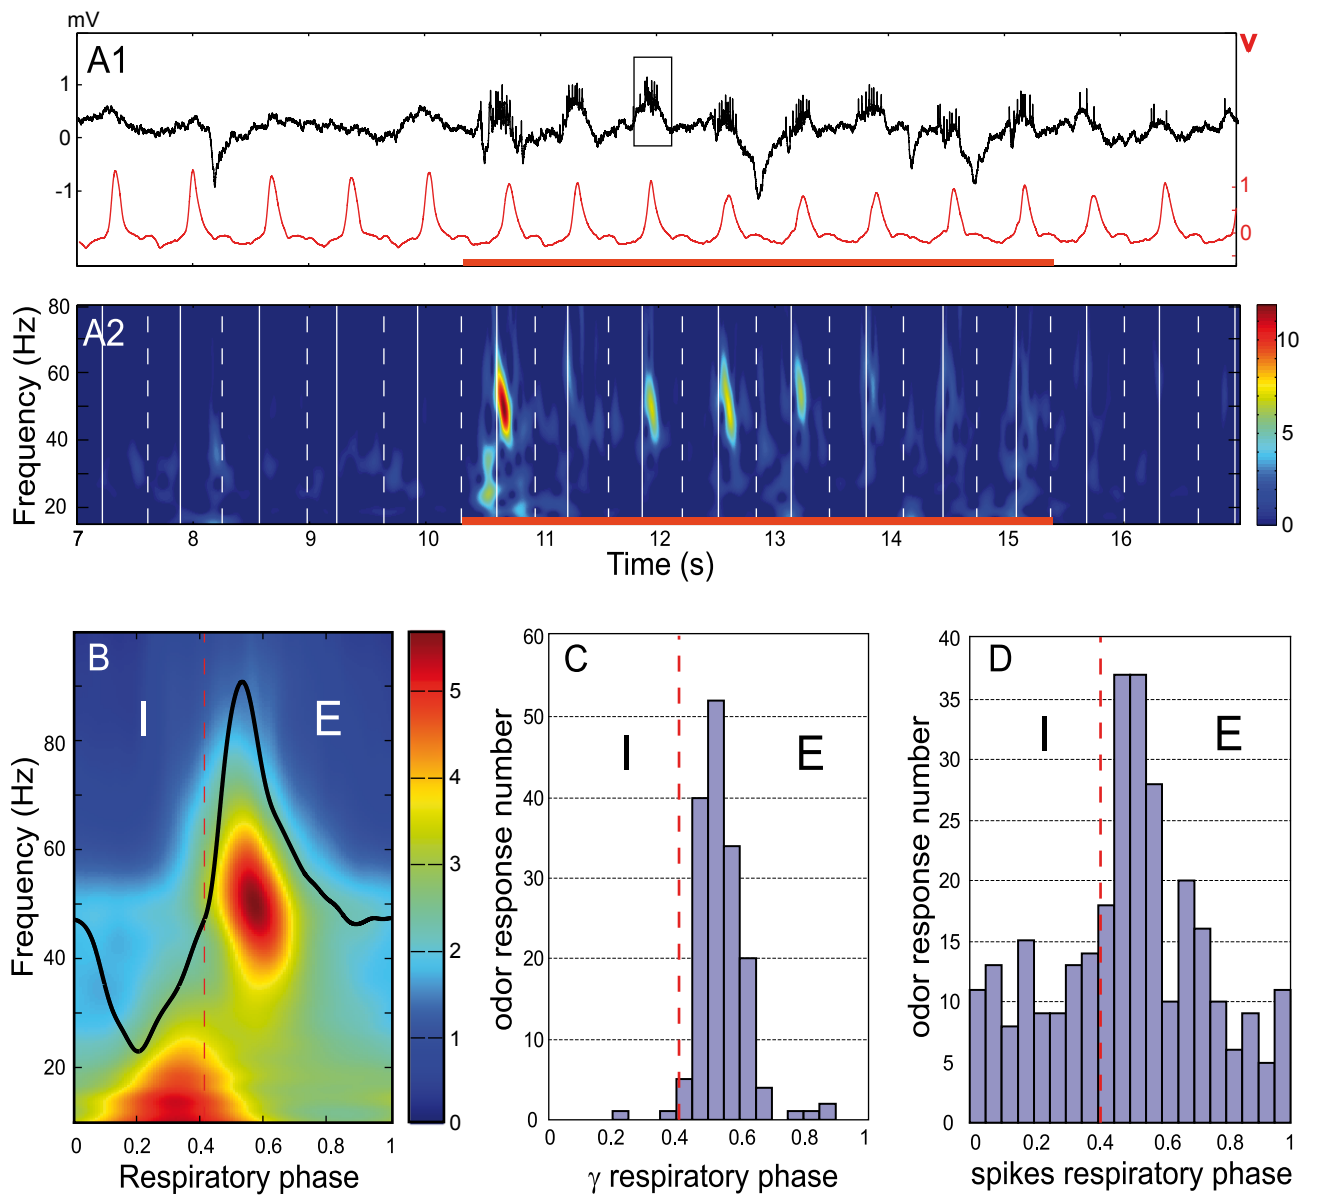 mV
A1
V
1
0
-1
1
0
A2
Frequency (Hz)
80
60
40
20
10
5
0
7 8 9 10 11 12 13 14 15 16
Time (s)
B
I E
Frequency (Hz)
80
60
40
20
5
4
3
2
1
0
0 0.2 0.4 0.6 0.8 1
Respiratory phase
C
I E
odor response number
60
50
40
30
20
10
0
0 0.2 0.4 0.6 0.8 1
γ respiratory phase
D
I E
odor response number
40
35
30
25
20
15
10
5
0
0 0.2 0.4 0.6 0.8 1
spikes respiratory phase